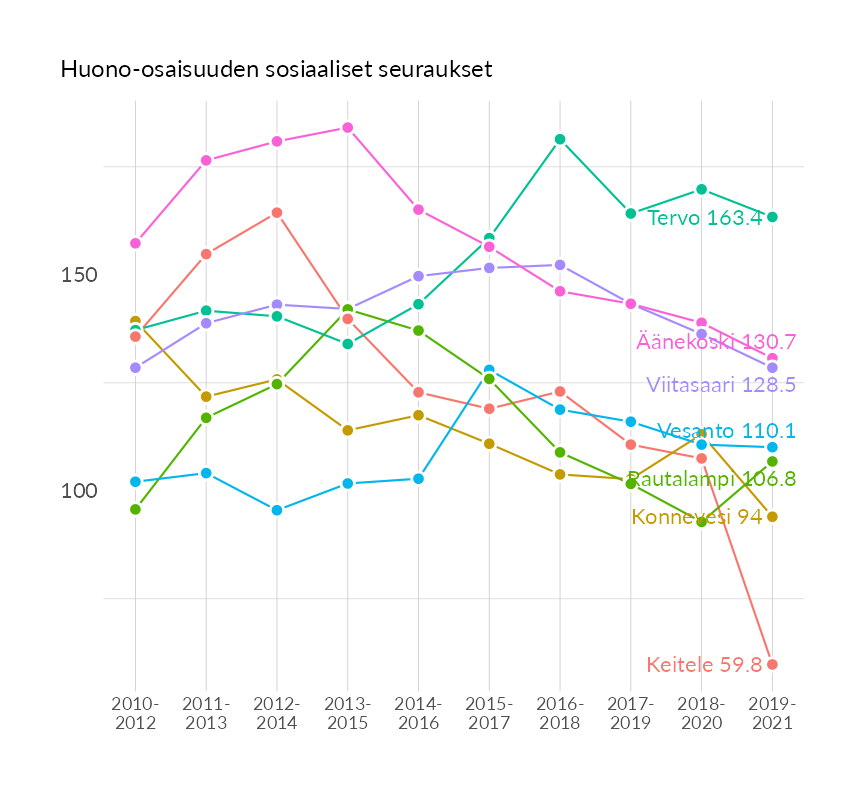 Huono-osaisuuden sosiaaliset seuraukset
150
100
Tervo 163.4
Äänekoski 130.7
Viitasaari 128.5
Vesanto 110.1
Rautalampi 106.8
Konnevesi 94
Keitele 59.8
2010- 2011- 2012- 2013- 2014- 2015- 2016- 2017- 2018- 2019-
2012 2013 2014 2015 2016 2017 2018 2019 2020 2021